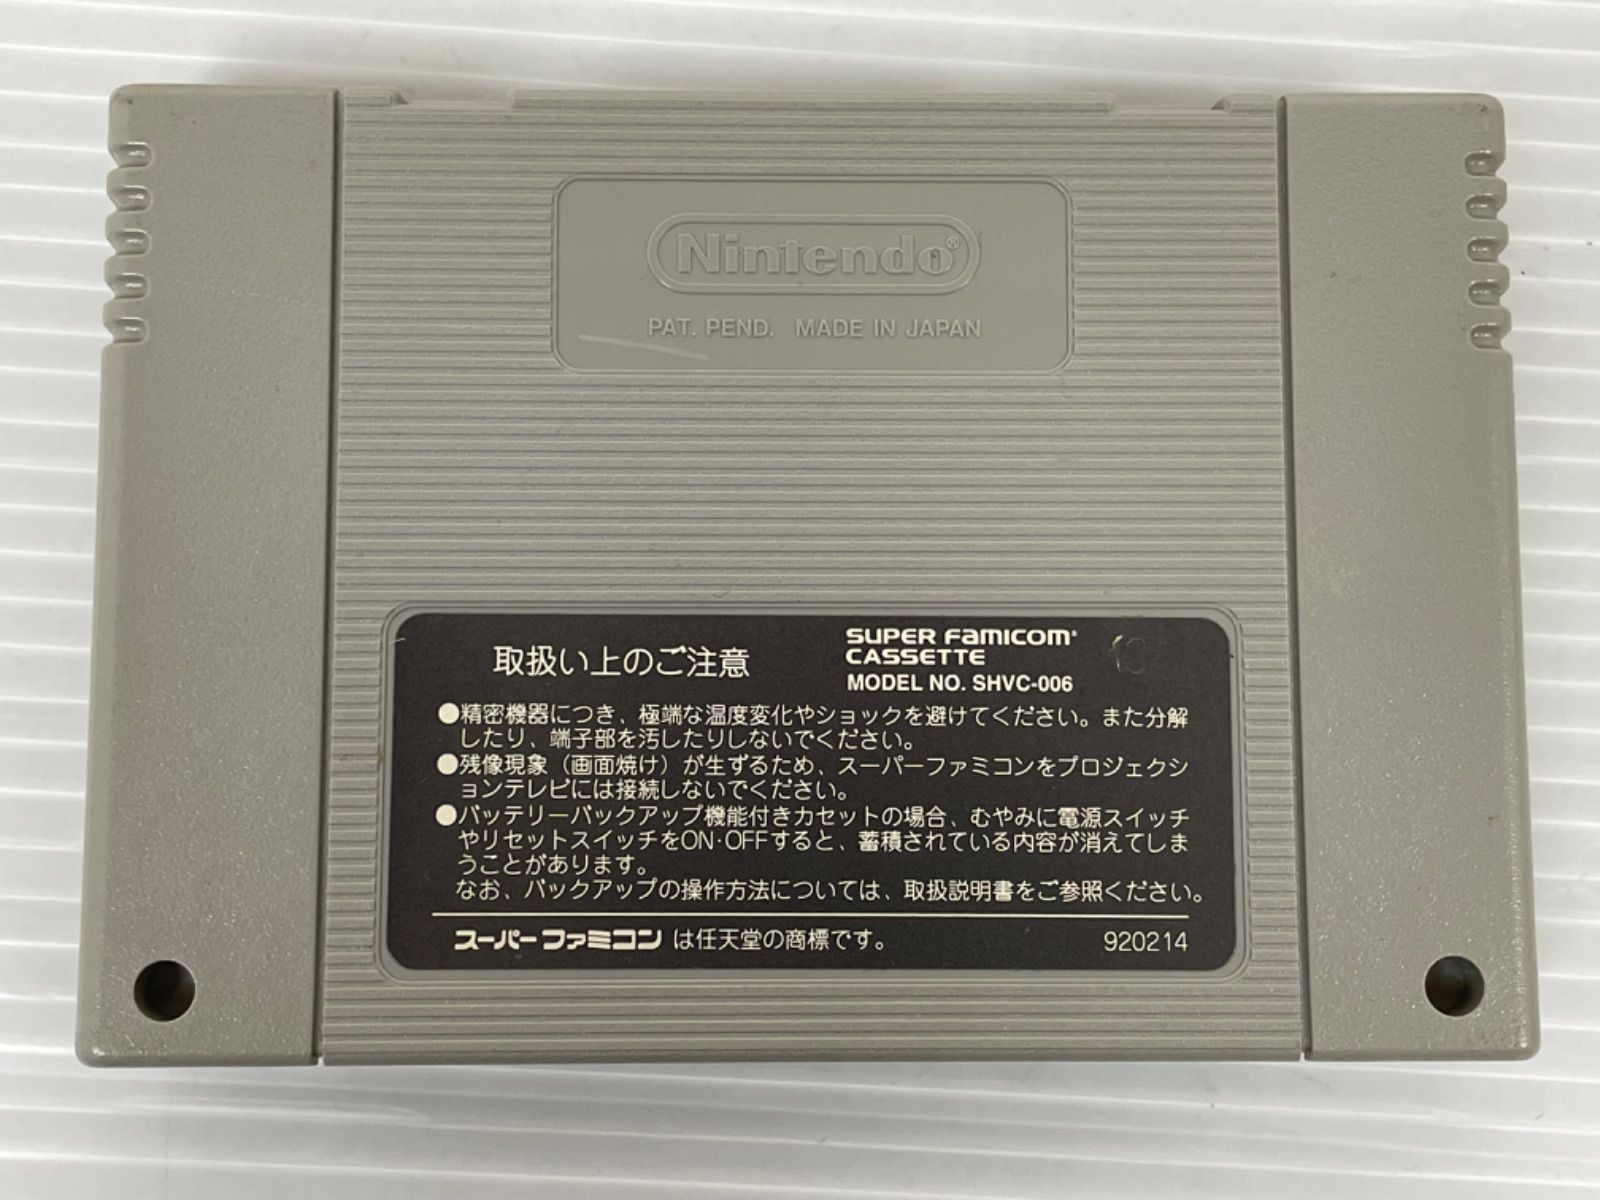 Nintendo®
PAT. PEND. MADE IN JAPAN
取扱い上のご注意
SUPER FAMICOM®
CASSETTE
MODEL NO. SHVC-006
●精密機器につき、極端な温度変化やショックを避けてください。また分解
したり、端子部を汚したりしないでください。
●残像現象（画面焼け）が生ずるため、スーパーファミコンをプロジェクシ
ョンテレビには接続しないでください。
●バッテリーバックアップ機能付きカセットの場合、むやみに電源スイッチ
やリセットスイッチをON·OFFすると、蓄積されている内容が消えてしま
うことがあります。
なお、バックアップの操作方法については、取扱説明書をご参照ください。
スーパーファミコンは任天堂の商標です。
920214